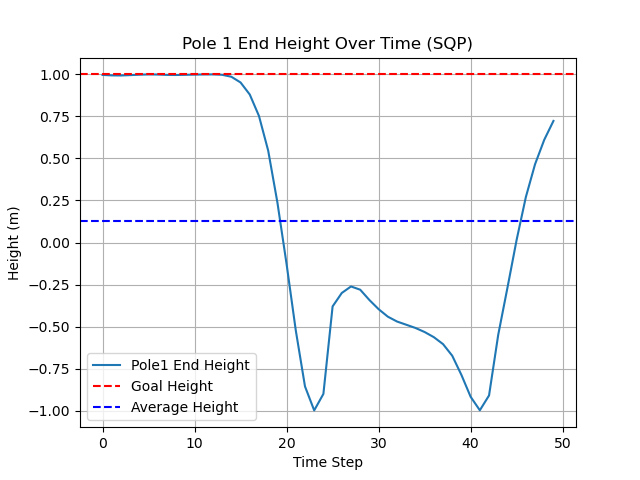 Pole 1 End Height Over Time (SQP)
1.00
0.75
0.50
0.25
0.00
−0.25
−0.50
−0.75
−1.00
Height (m)
Pole1 End Height
Goal Height
Average Height
0 10 20 30 40 50
Time Step